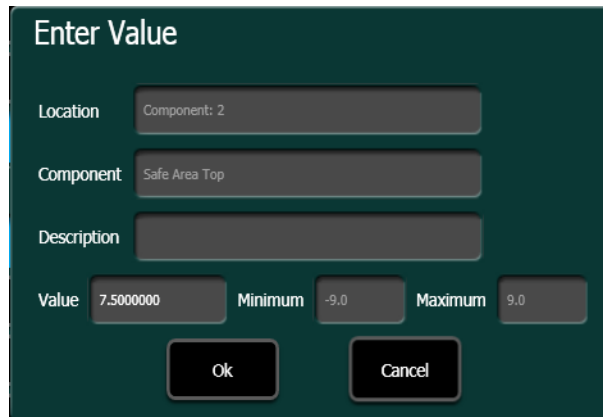 Enter Value
Location Component: 2
Component Safe Area Top
Description
Value 7.5000000 Minimum -9.0 Maximum 9.0
Ok Cancel